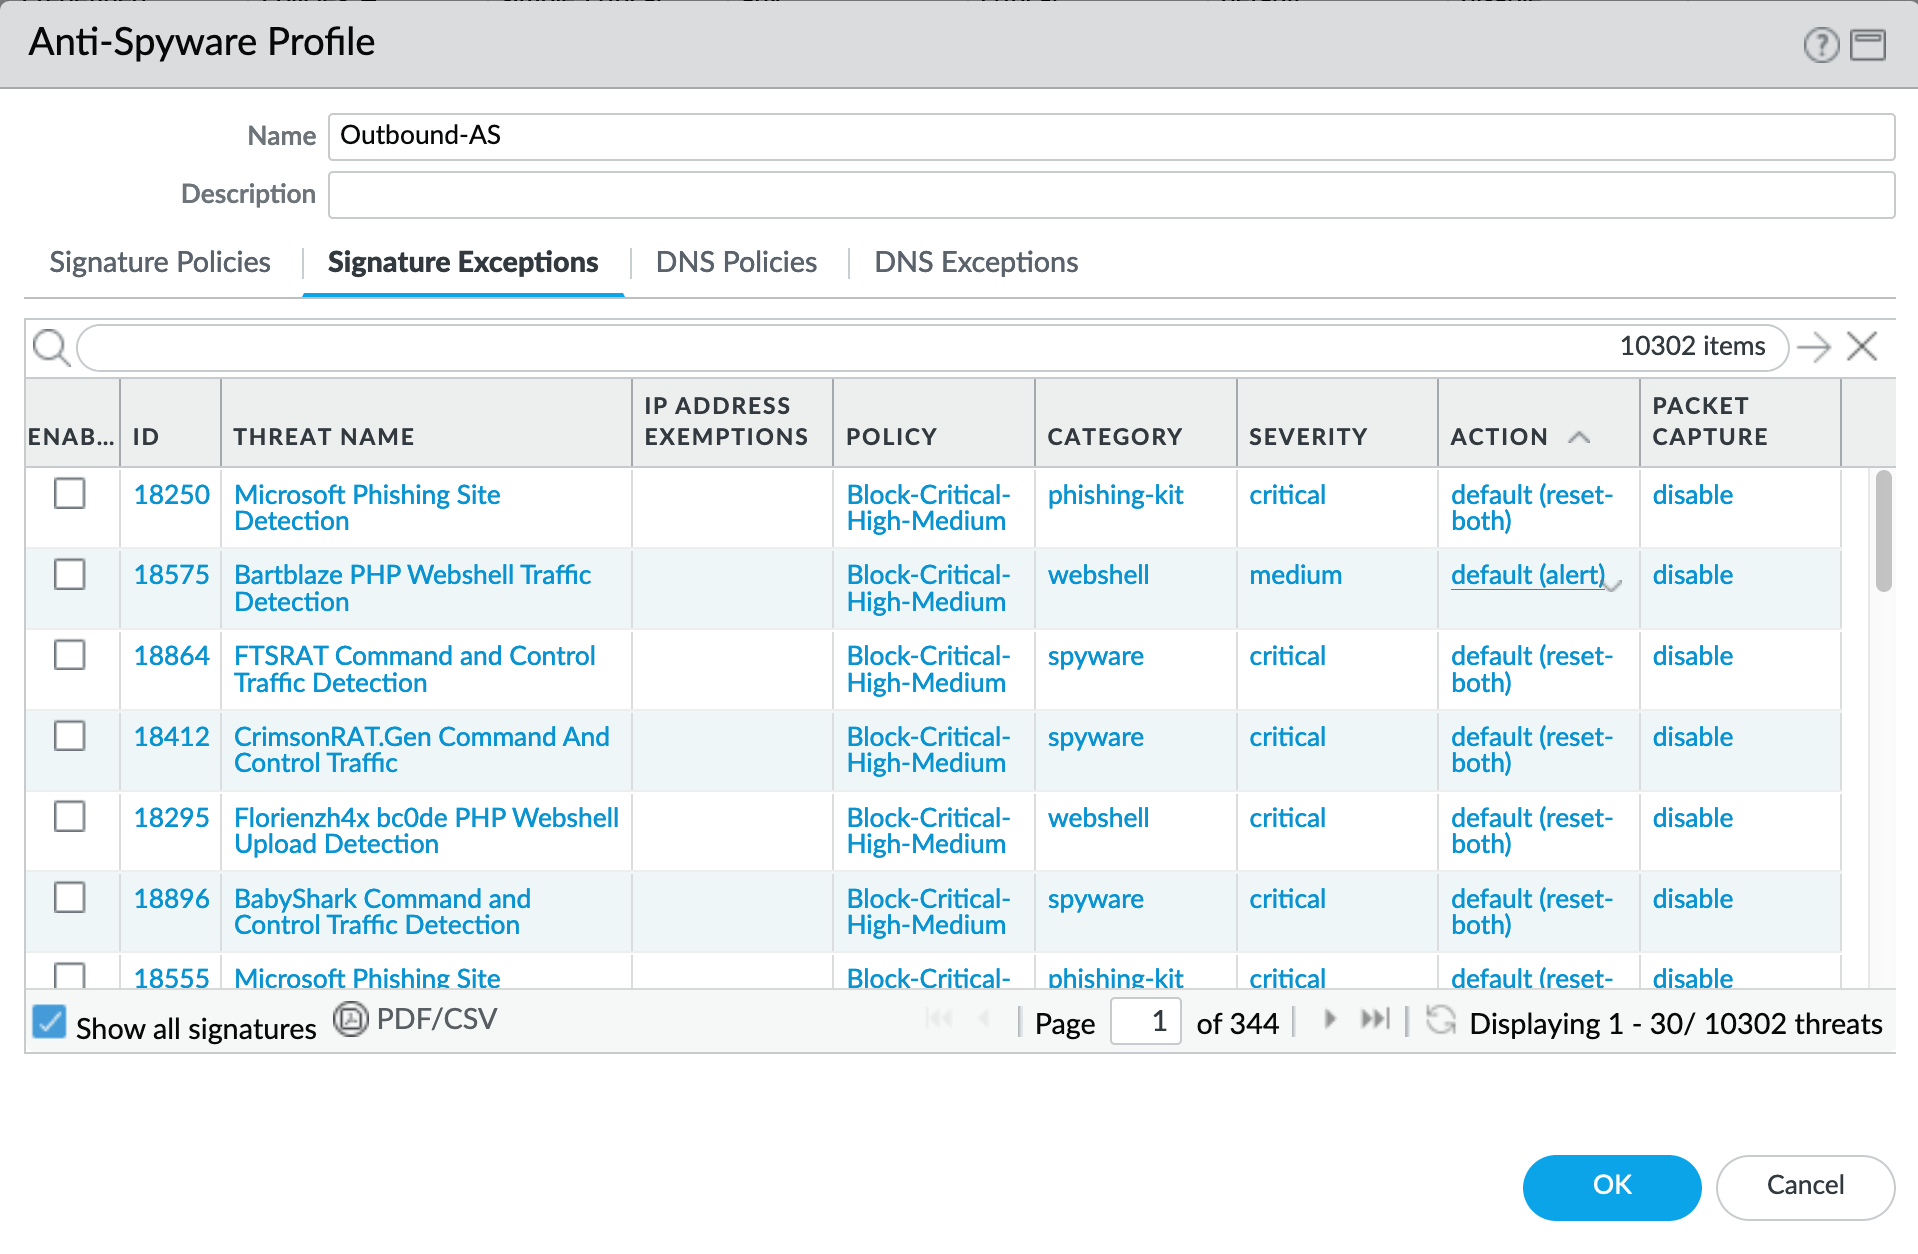 Anti-Spyware Profile
Name Outbound-AS
Description
Signature Policies Signature Exceptions DNS Policies DNS Exceptions
10302 items
ENAB... ID THREAT NAME IP ADDRESS EXEMPTIONS POLICY CATEGORY SEVERITY ACTION PACKET CAPTURE
18250 Microsoft Phishing Site Detection Block-Critical-High-Medium phishing-kit critical default (reset-both) disable
18575 Bartblaze PHP Webshell Traffic Detection Block-Critical-High-Medium webshell medium default (alert) disable
18864 FTSRAT Command and Control Traffic Detection Block-Critical-High-Medium spyware critical default (reset-both) disable
18412 CrimsonRAT.Gen Command And Control Traffic Block-Critical-High-Medium spyware critical default (reset-both) disable
18295 Florienzh4x bc0de PHP Webshell Upload Detection Block-Critical-High-Medium webshell critical default (reset-both) disable
18896 BabyShark Command and Control Traffic Detection Block-Critical-High-Medium spyware critical default (reset-both) disable
18555 Microsoft Phishing Site Block-Critical- phishing-kit critical default (reset- disable
Show all signatures PDF/CSV Page 1 of 344 Displaying 1 - 30/ 10302 threats
OK Cancel